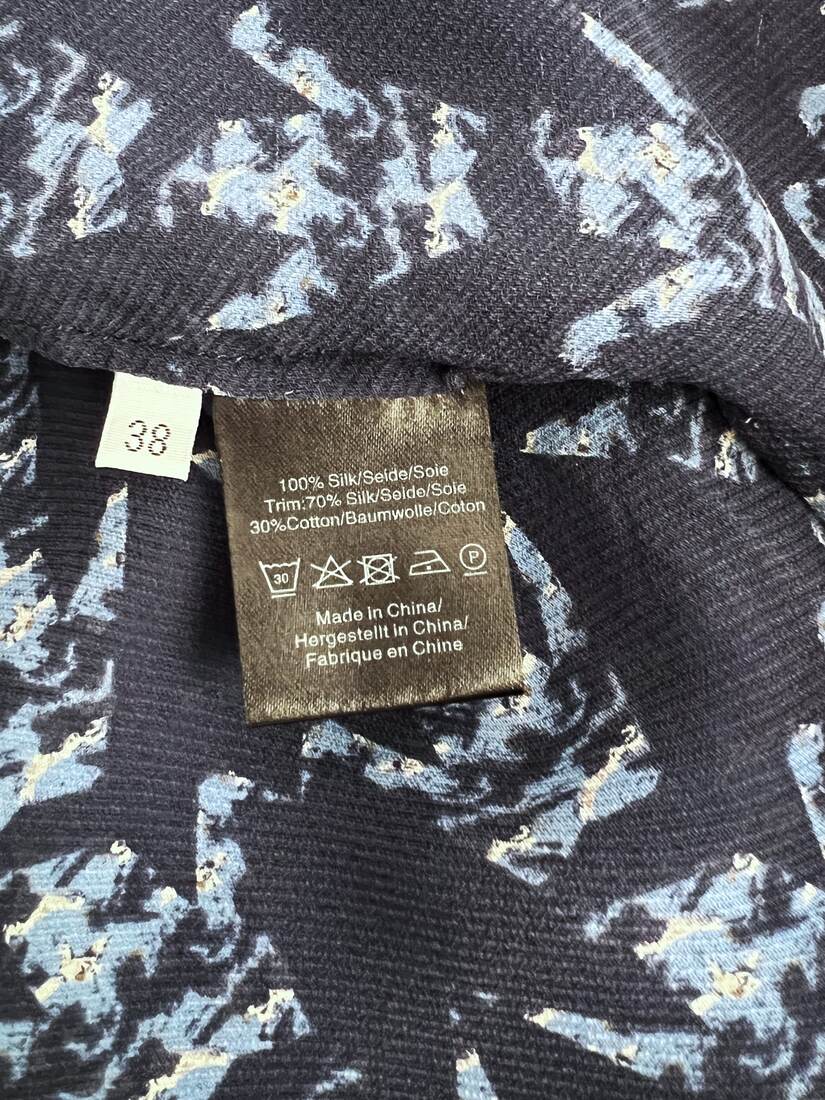 38
100% Silk/Seide/Soie
Trim:70% Silk/Seide/Soie
30%Cotton/Baumwolle/Coton
30
P
Made in China/
Hergestellt in China/
Fabrique en Chine